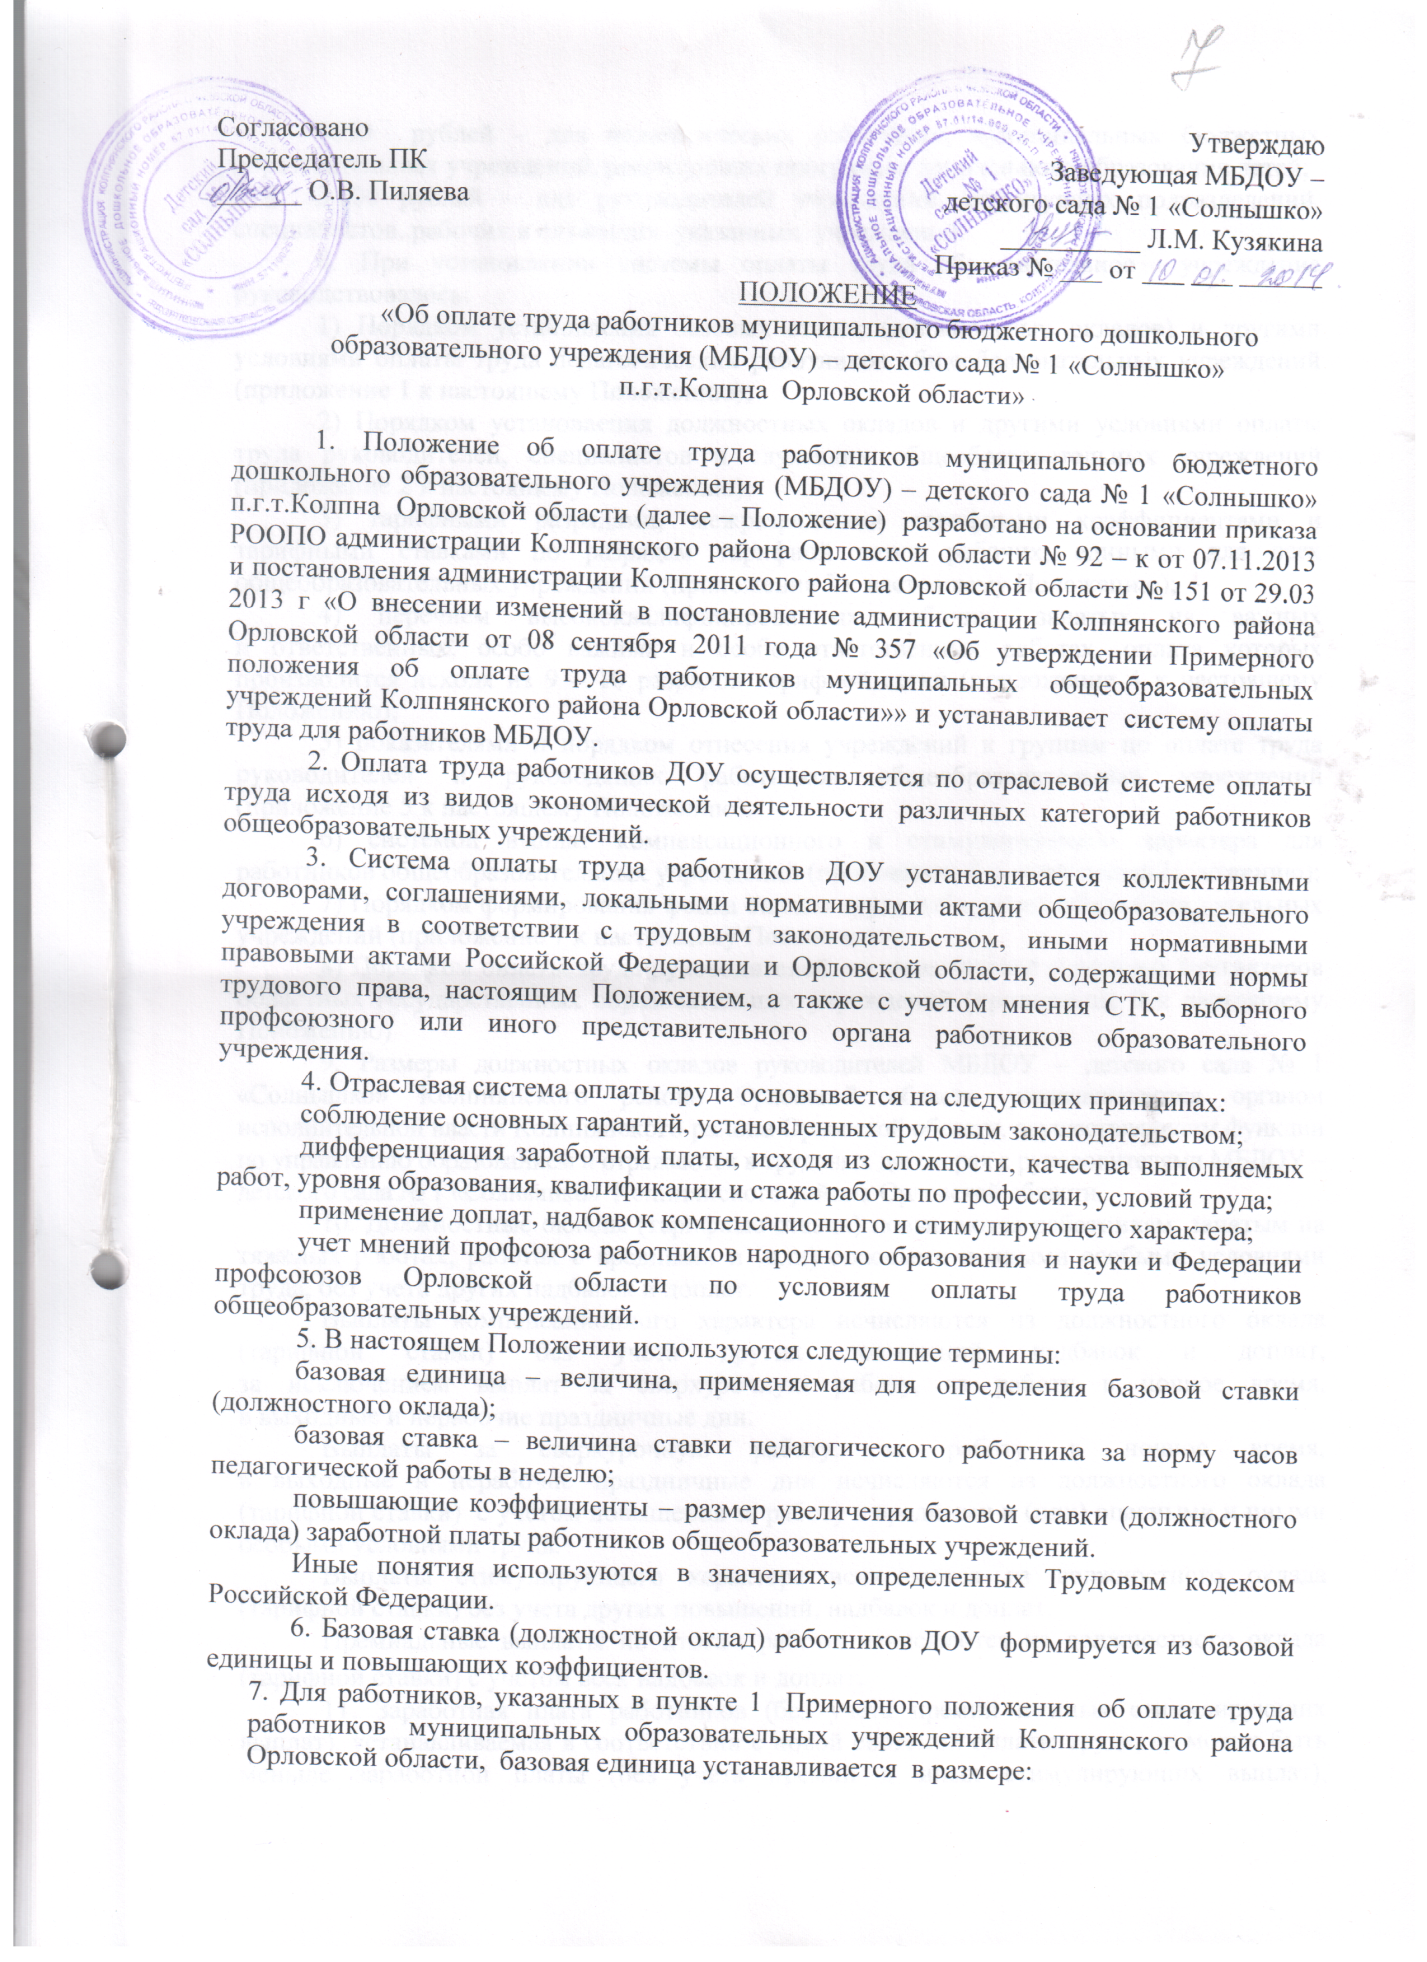 7
Согласовано
Председатель ПК
О.В. Пиляева
Утверждаю
Заведующая МБДОУ –
детского сада № 1 «Солнышко»
Л.М. Кузякина
Приказ № от 10 01. 2014
Детский
сад № 1
«СОЛНЫШКО»
ПОЛОЖЕНИЕ
«Об оплате труда работников муниципального бюджетного дошкольного
образовательного учреждения (МБДОУ) – детского сада № 1 «Солнышко»
п.г.т.Колпна Орловской области»
1. Положение об оплате труда работников муниципального бюджетного
дошкольного образовательного учреждения (МБДОУ) – детского сада № 1 «Солнышко»
п.г.т.Колпна Орловской области (далее – Положение) разработано на основании приказа
РООПО администрации Колпнянского района Орловской области № 92 – к от 07.11.2013
и постановления администрации Колпнянского района Орловской области № 151 от 29.03
2013 г «О внесении изменений в постановление администрации Колпнянского района
Орловской области от 08 сентября 2011 года № 357 «Об утверждении Примерного
положения об оплате труда работников муниципальных общеобразовательных
учреждений Колпнянского района Орловской области»» и устанавливает систему оплаты
труда для работников МБДОУ.
2. Оплата труда работников ДОУ осуществляется по отраслевой системе оплаты
труда исходя из видов экономической деятельности различных категорий работников
общеобразовательных учреждений.
3. Система оплаты труда работников ДОУ устанавливается коллективными
договорами, соглашениями, локальными нормативными актами общеобразовательного
учреждения в соответствии с трудовым законодательством, иными нормативными
правовыми актами Российской Федерации и Орловской области, содержащими нормы
трудового права, настоящим Положением, а также с учетом мнения СТК, выборного
профсоюзного или иного представительного органа работников образовательного
учреждения.
4. Отраслевая система оплаты труда основывается на следующих принципах:
соблюдение основных гарантий, установленных трудовым законодательством;
дифференциация заработной платы, исходя из сложности, качества выполняемых
работ, уровня образования, квалификации и стажа работы по профессии, условий труда;
применение доплат, надбавок компенсационного и стимулирующего характера;
учет мнений профсоюза работников народного образования и науки и Федерации
профсоюзов Орловской области по условиям оплаты труда работников
общеобразовательных учреждений.
5. В настоящем Положении используются следующие термины:
базовая единица – величина, применяемая для определения базовой ставки
(должностного оклада);
базовая ставка – величина ставки педагогического работника за норму часов
педагогической работы в неделю;
повышающие коэффициенты – размер увеличения базовой ставки (должностного
оклада) заработной платы работников общеобразовательных учреждений.
Иные понятия используются в значениях, определенных Трудовым кодексом
Российской Федерации.
6. Базовая ставка (должностной оклад) работников ДОУ формируется из базовой
единицы и повышающих коэффициентов.
7. Для работников, указанных в пункте 1 Примерного положения об оплате труда
работников муниципальных образовательных учреждений Колпнянского района
Орловской области, базовая единица устанавливается в размере: